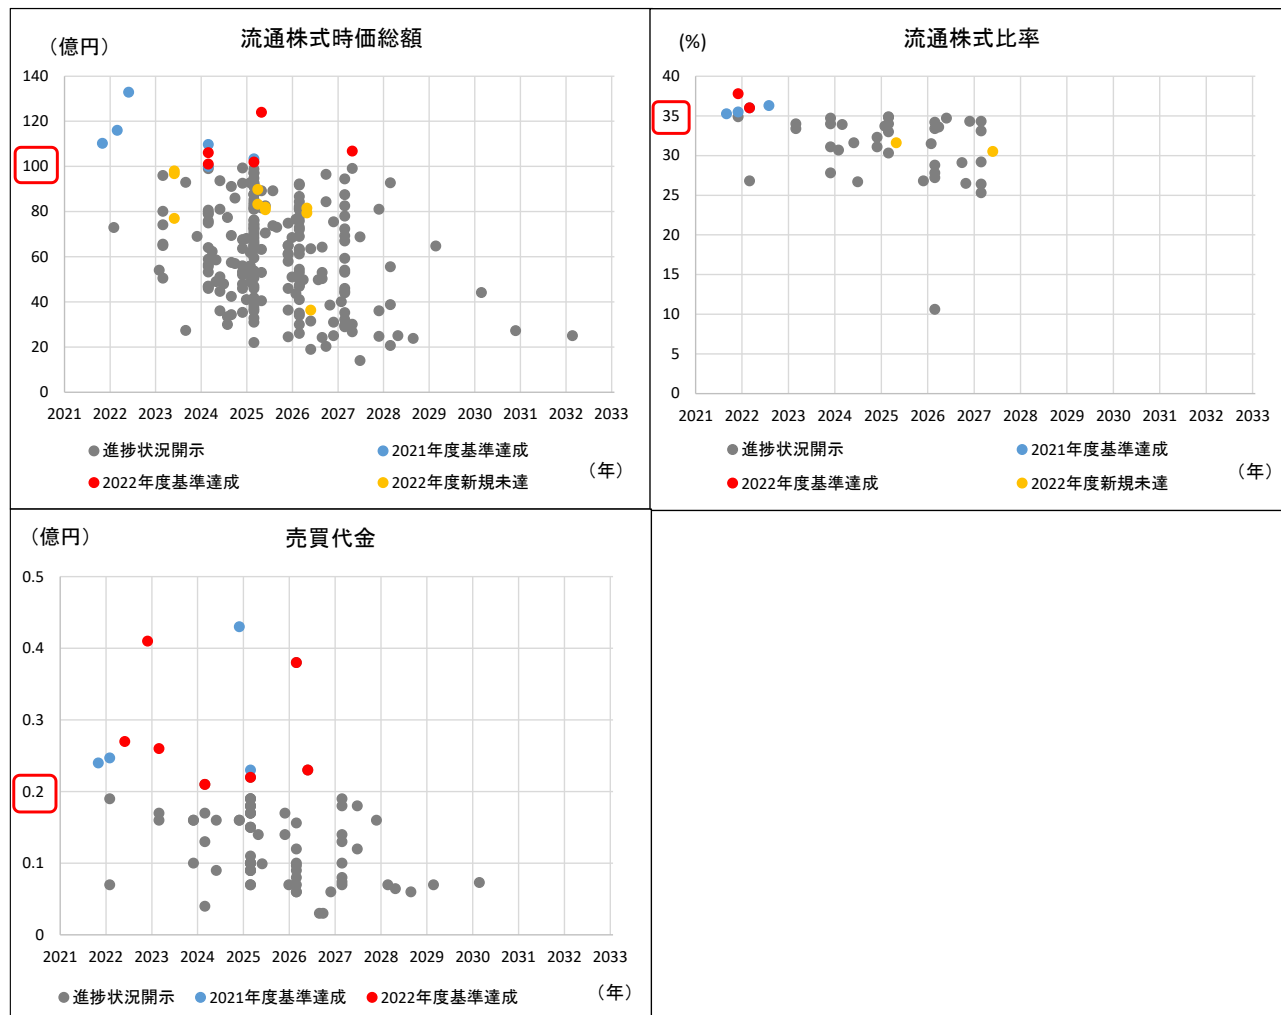 流通株式時価総額
（億円）
140
120
100
80
60
40
20
0
2021 2022 2023 2024 2025 2026 2027 2028 2029 2030 2031 2032 2033
進捗状況開示 2021年度基準達成
（年）
2022年度基準達成 2022年度新規未達
流通株式比率
(%)
40
35
30
25
20
15
10
5
0
2021 2022 2023 2024 2025 2026 2027 2028 2029 2030 2031 2032 2033
進捗状況開示 2021年度基準達成
（年）
2022年度基準達成 2022年度新規未達
売買代金
（億円）
0.5
0.4
0.3
0.2
0.1
0
2021 2022 2023 2024 2025 2026 2027 2028 2029 2030 2031 2032 2033
進捗状況開示 2021年度基準達成 2022年度基準達成 （年）